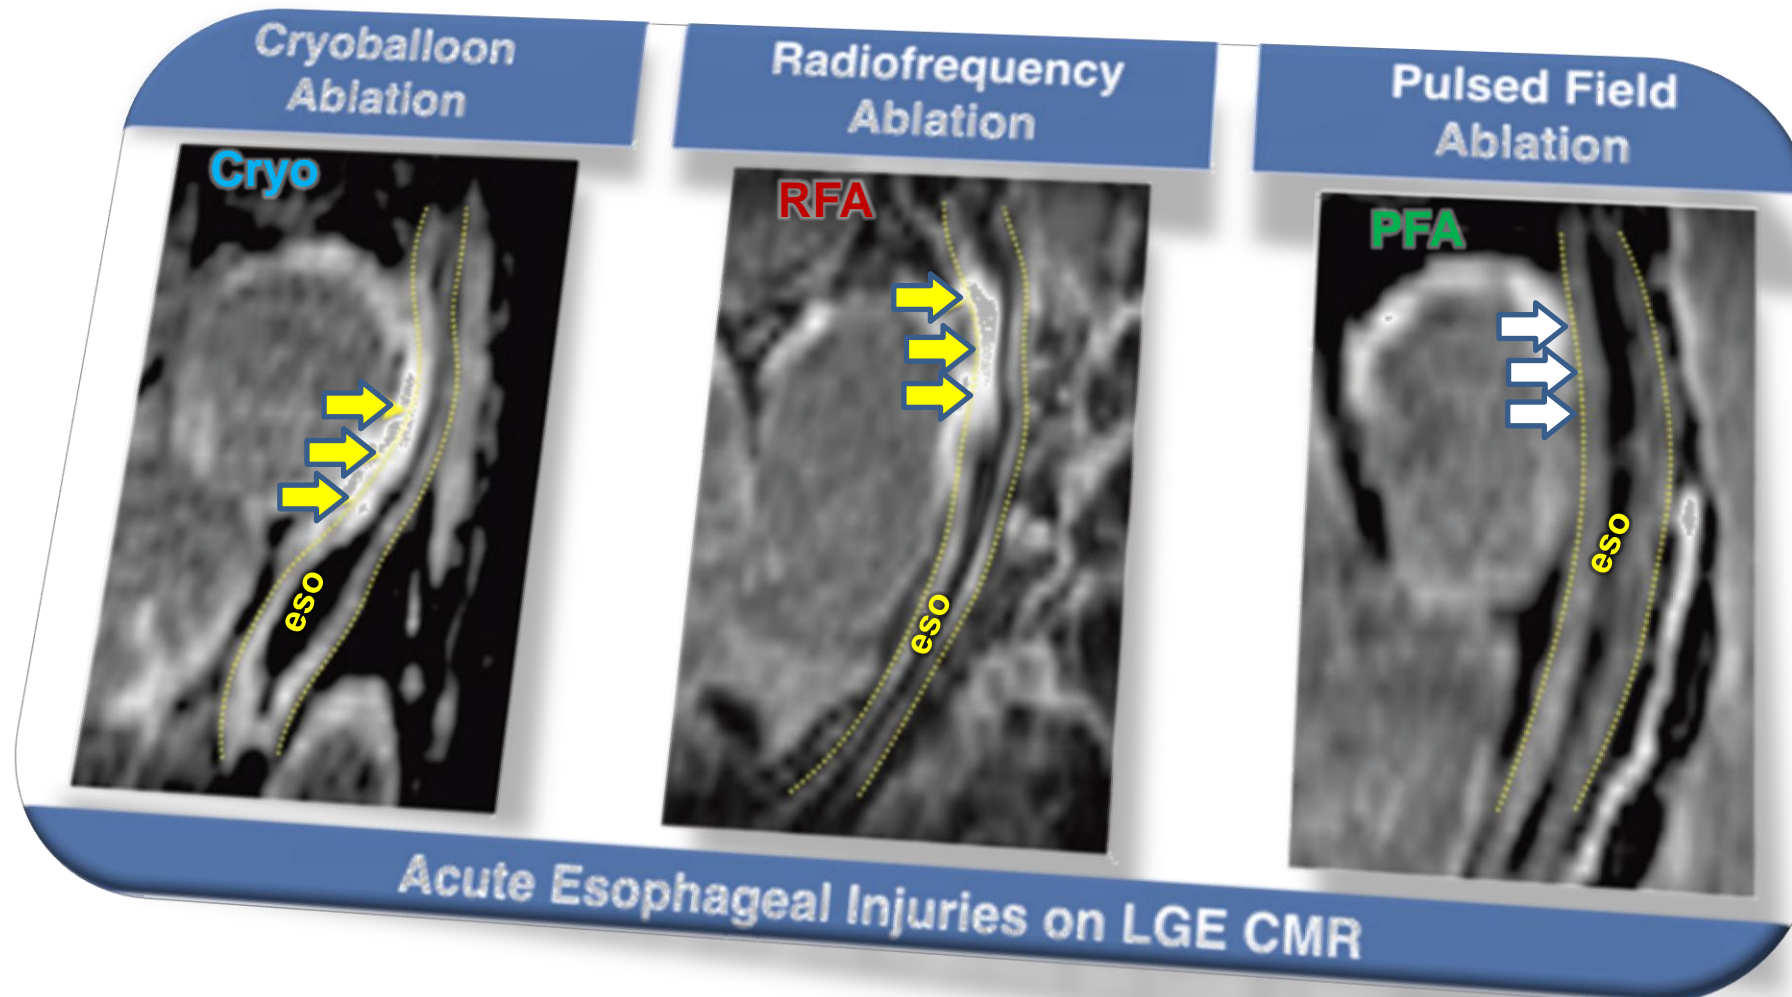 Cryoballoon
Ablation
Radiofrequency
Ablation
Pulsed Field
Ablation
Cryo
RFA
PFA
eso
eso
eso
Acute Esophageal Injuries on LGE CMR